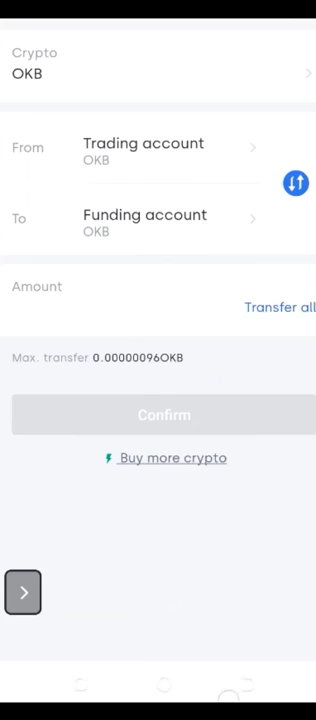 Crypto
OKB
From
Trading account
OKB
To
Funding account
OKB
Amount
Transfer all
Max. transfer 0.00000096OKB
Confirm
Buy more crypto